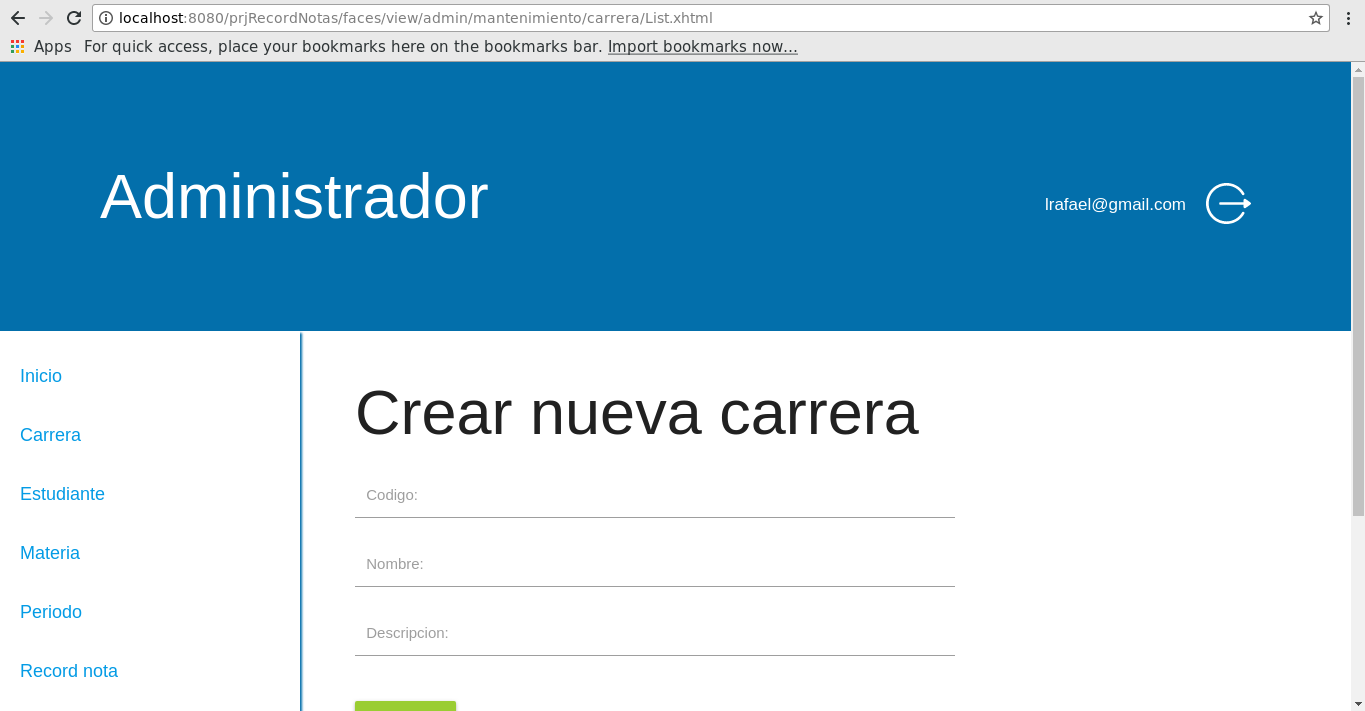 localhost:8080/prjRecordNotas/faces/view/admin/mantenimiento/carrera/List.xhtml
Apps For quick access, place your bookmarks here on the bookmarks bar. Import bookmarks now...
Administrador
lrafael@gmail.com
Inicio
Carrera
Estudiante
Materia
Periodo
Record nota
Crear nueva carrera
Codigo:
Nombre:
Descripcion: